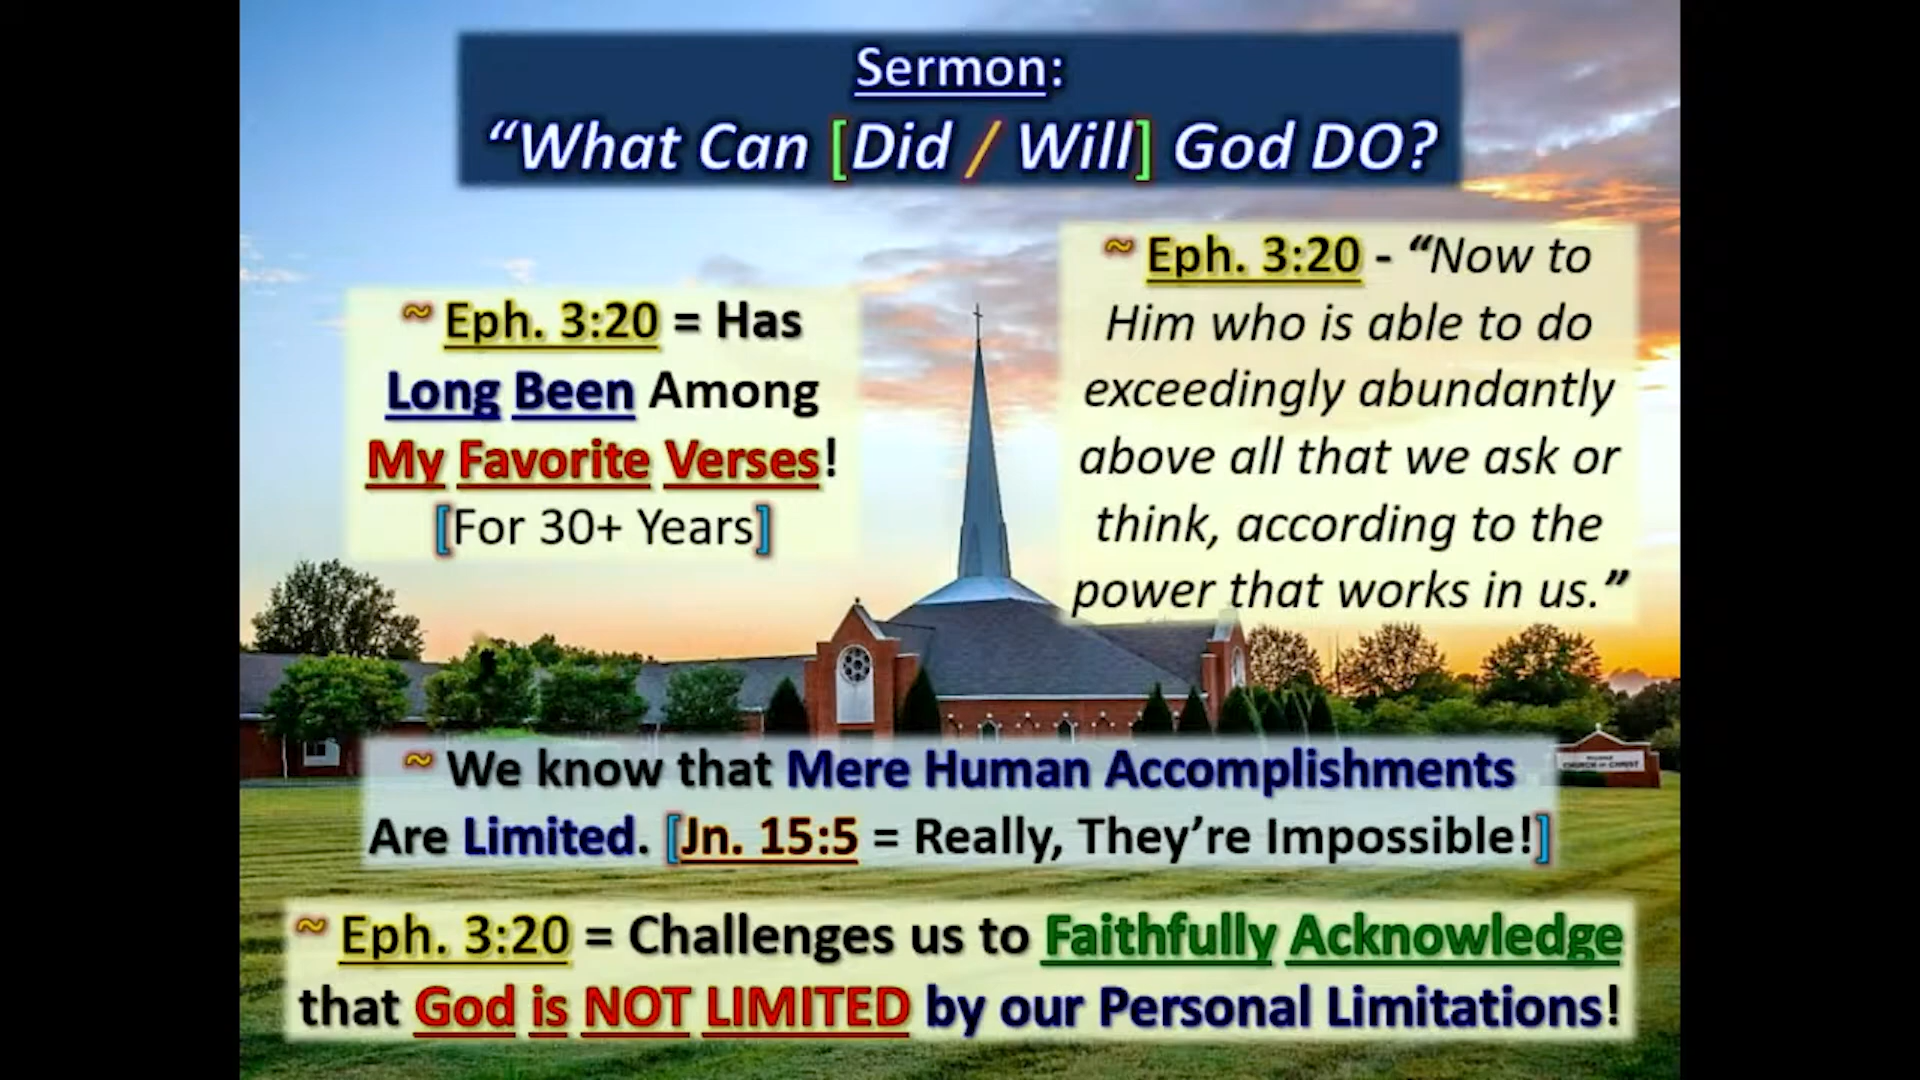 Sermon:
“What Can [Did / Will] God DO?
~ Eph. 3:20 = Has
Long Been Among
My Favorite Verses!
[For 30+ Years]
~ Eph. 3:20 - “Now to
Him who is able to do
exceedingly abundantly
above all that we ask or
think, according to the
power that works in us.”
~ We know that Mere Human Accomplishments
Are Limited. [Jn. 15:5 = Really, They’re Impossible!]
~ Eph. 3:20 = Challenges us to Faithfully Acknowledge
that God is NOT LIMITED by our Personal Limitations!
CHURCH of CHRIST